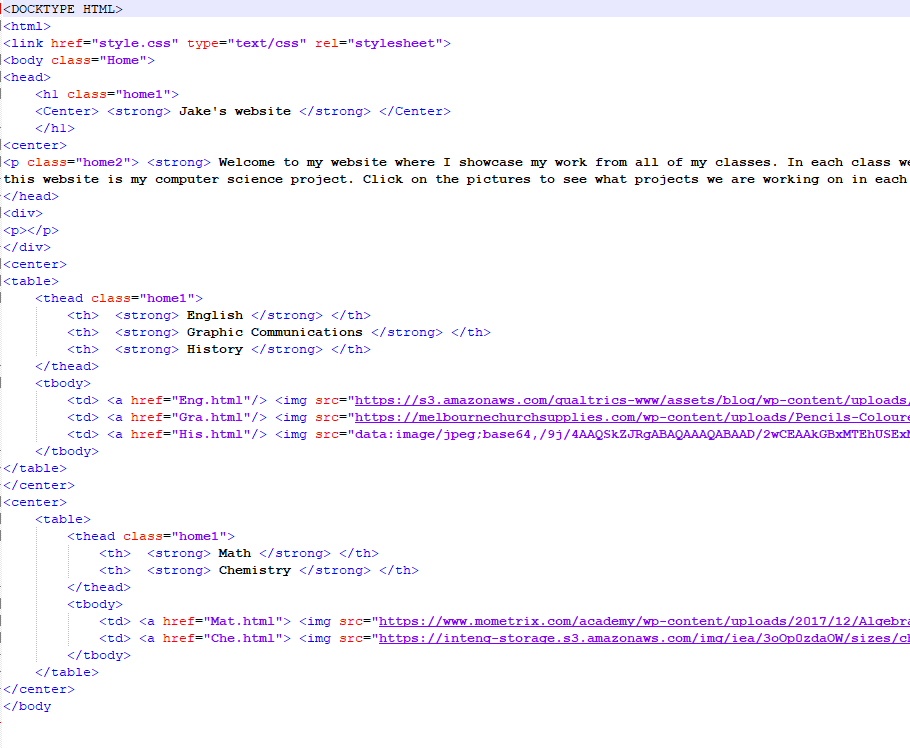 <DOCKTYPE HTML>
<html>
<link href="style.css" type="text/css" rel="stylesheet">
<body class="Home">
<head>
<h1 class="home1">
<Center> <strong> Jake's website </strong> </Center>
</h1>
<center>
<p class="home2"> <strong> Welcome to my website where I showcase my work from all of my classes. In each class we
this website is my computer science project. Click on the pictures to see what projects we are working on in each
</head>
<div>
<p></p>
</div>
<center>
<table>
<thead class="home1">
<th> <strong> English </strong> </th>
<th> <strong> Graphic Communications </strong> </th>
<th> <strong> History </strong> </th>
</thead>
<tbody>
<td> <a href="Eng.html"/> <img src="https://s3.amazonaws.com/qualtrics-www/assets/blog/wp-content/uploads/
<td> <a href="Gra.html"/> <img src="https://melbournechurchsupplies.com/wp-content/uploads/Pencils-Coloure
<td> <a href="His.html"/> <img src="data:image/jpeg;base64,/9j/4AAQSkZJRgABAQAAAQABAAD/2wCEAAkGBxMTEhUSEx
</tbody>
</table>
</center>
<center>
<table>
<thead class="home1">
<th> <strong> Math </strong> </th>
<th> <strong> Chemistry </strong> </th>
</thead>
<tbody>
<td> <a href="Mat.html"> <img src="https://www.mometrix.com/academy/wp-content/uploads/2017/12/Algebra
<td> <a href="Che.html"> <img src="https://inteng-storage.s3.amazonaws.com/img/iea/3oOp0zdaOW/sizes/ch
</tbody>
</table>
</center>
</body